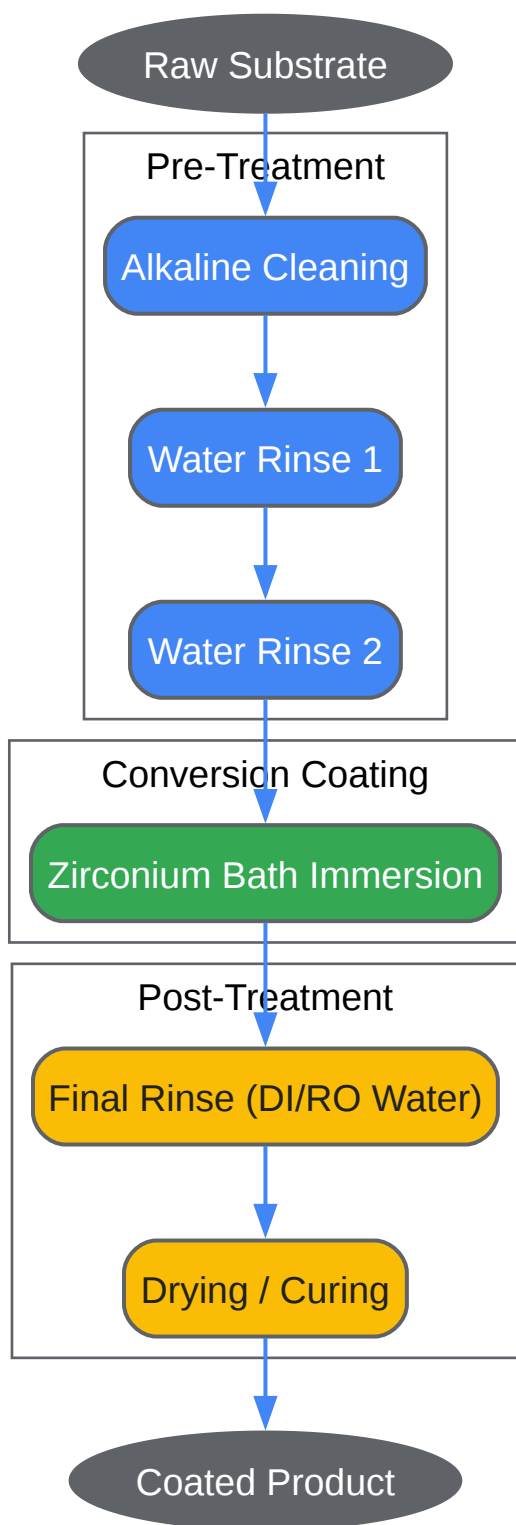 Raw Substrate
Pre-Treatment
Alkaline Cleaning
Water Rinse 1
Water Rinse 2
Conversion Coating
Zirconium Bath Immersion
Post-Treatment
Final Rinse (DI/RO Water)
Drying / Curing
Coated Product